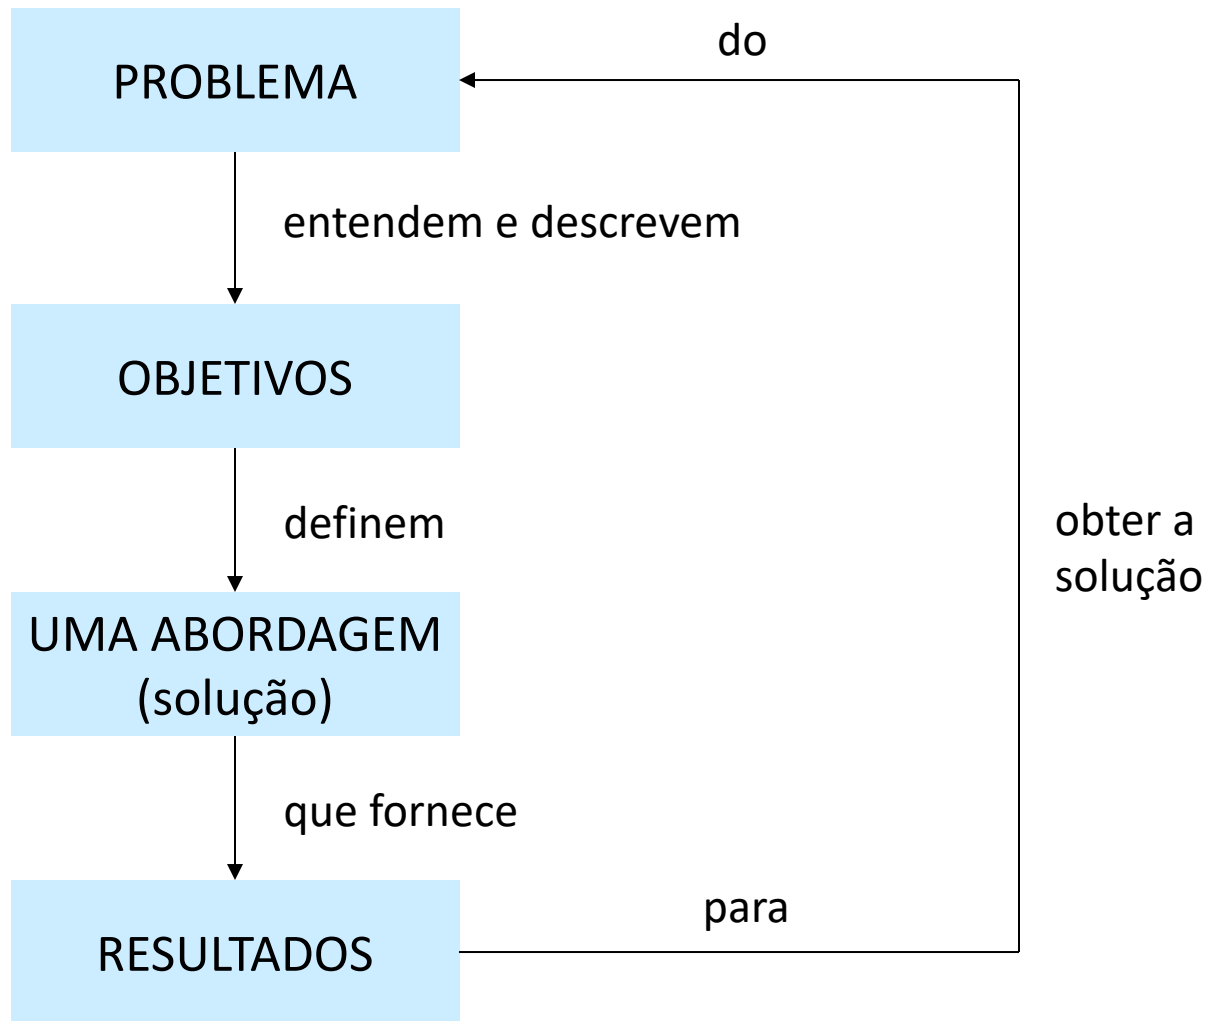 PROBLEMA
do
entendem e descrevem
OBJETIVOS
definem
obter a
solução
UMA ABORDAGEM
(solução)
que fornece
para
RESULTADOS